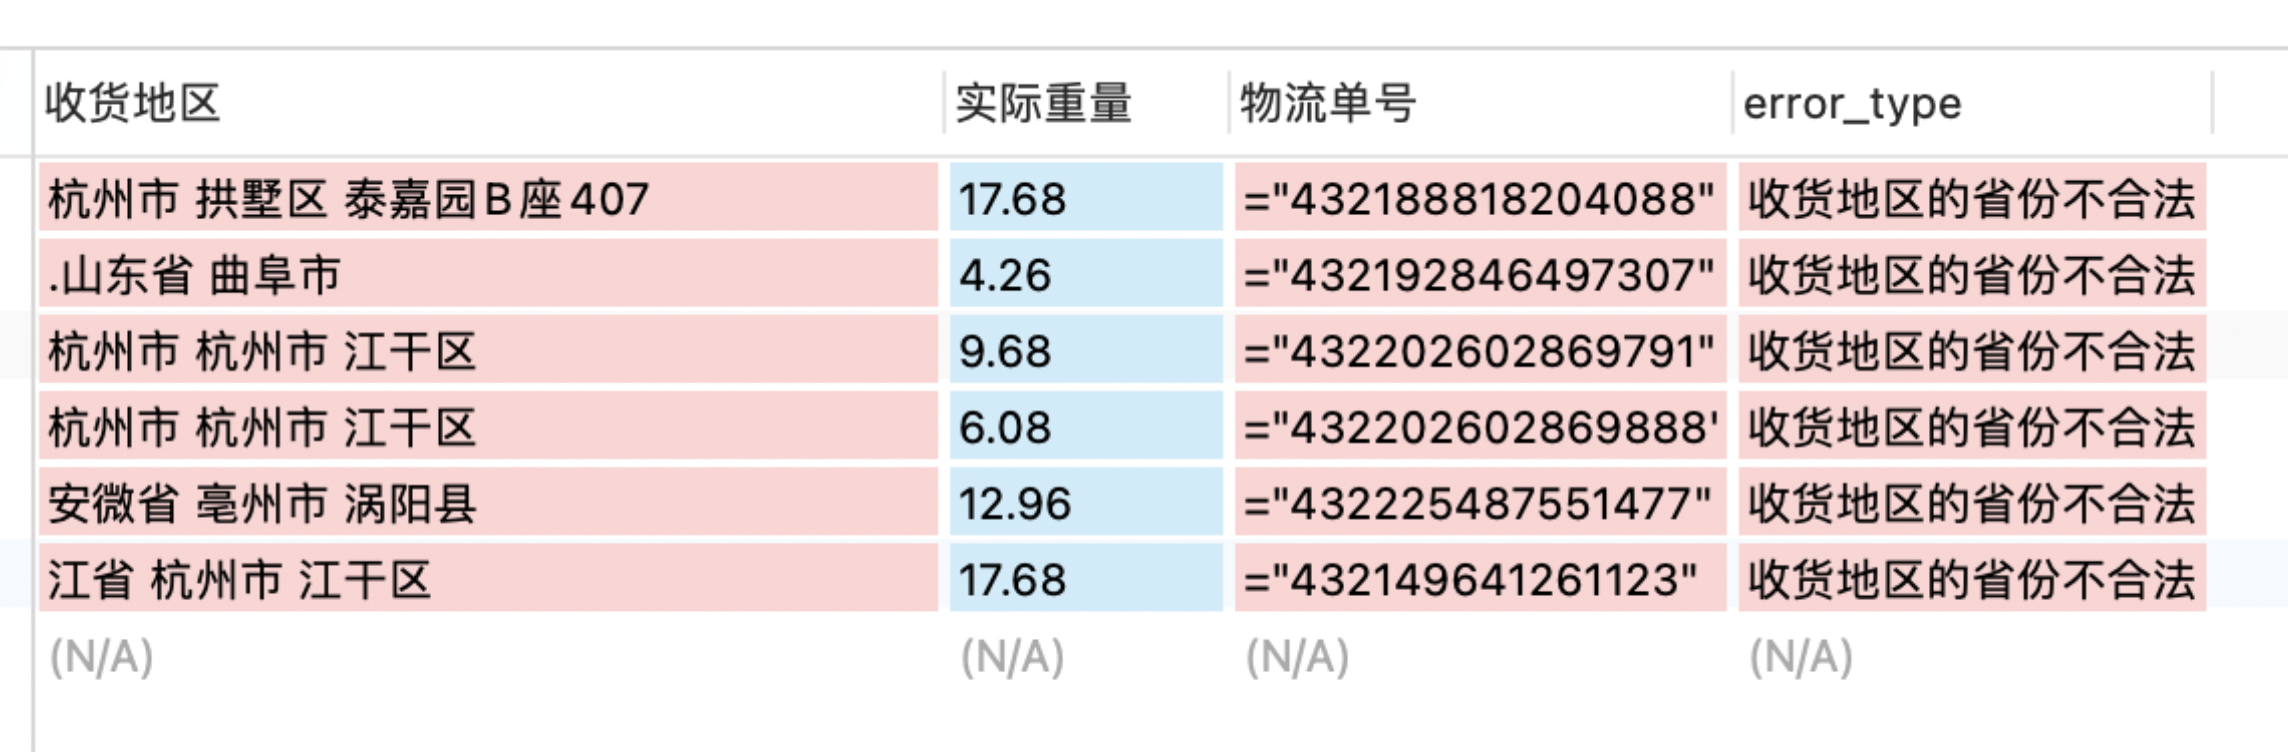 收货地区 实际重量 物流单号 error_type
杭州市 拱墅区 泰嘉园B座407 17.68 ="432188818204088" 收货地区的省份不合法
.山东省 曲阜市 4.26 ="432192846497307" 收货地区的省份不合法
杭州市 杭州市 江干区 9.68 ="432202602869791" 收货地区的省份不合法
杭州市 杭州市 江干区 6.08 ="432202602869888' 收货地区的省份不合法
安微省 亳州市 涡阳县 12.96 ="432225487551477" 收货地区的省份不合法
江省 杭州市 江干区 17.68 ="432149641261123" 收货地区的省份不合法
(N/A) (N/A) (N/A) (N/A)